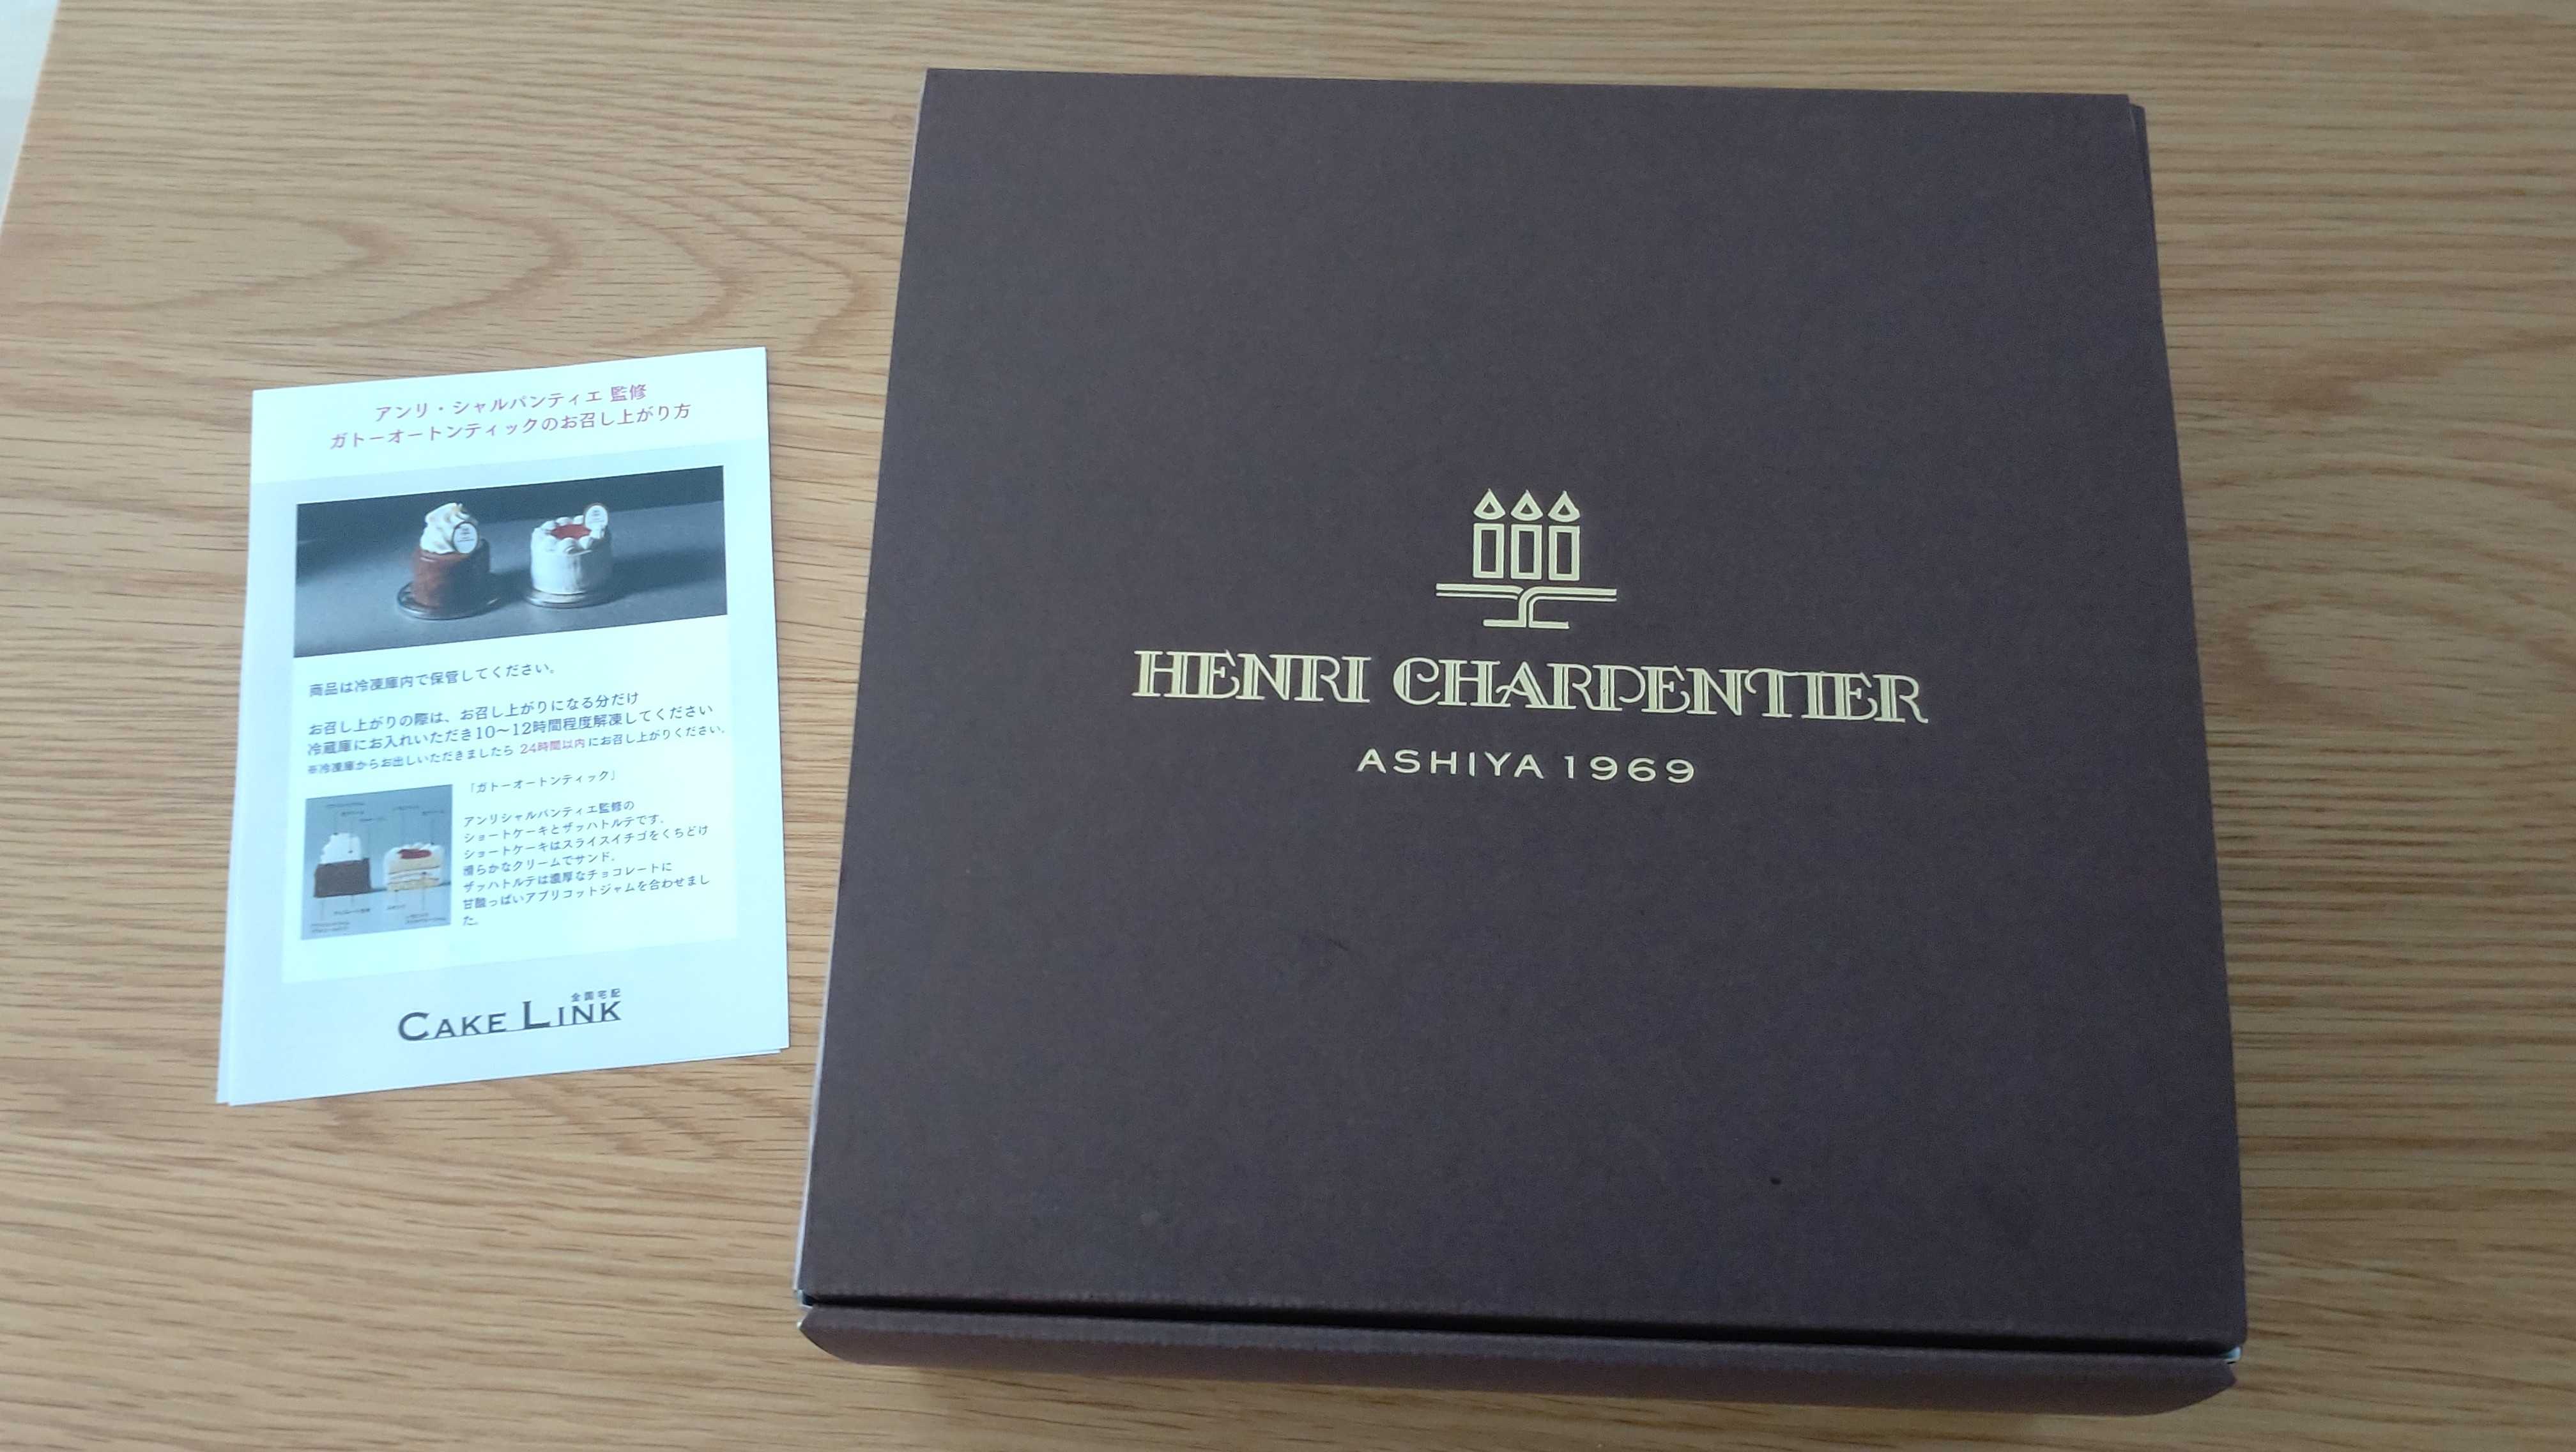 アンリ・シャルパンティエ 監修
ガトーオートンティックのお召し上がり方
商品は冷凍庫内で保管してください。
お召し上がりの際は、お召し上がりになる分だけ
冷蔵庫にお入れいただき10〜12時間程度解凍してください
※冷凍庫からお出しいただきましたら 24時間以内にお召し上がりください。
「ガトーオートンティック」
アンリシャルパンティエ監修の
ショートケーキとザッハトルテです。
ショートケーキはスライスイチゴをくちどけ
滑らかなクリームでサンド。
ザッハトルテは濃厚なチョコレートに
甘酸っぱいアプリコットジャムを合わせまし
た。
全国宅配
CAKE LINK
HENRI CHARPENTIER
ASHIYA 1969